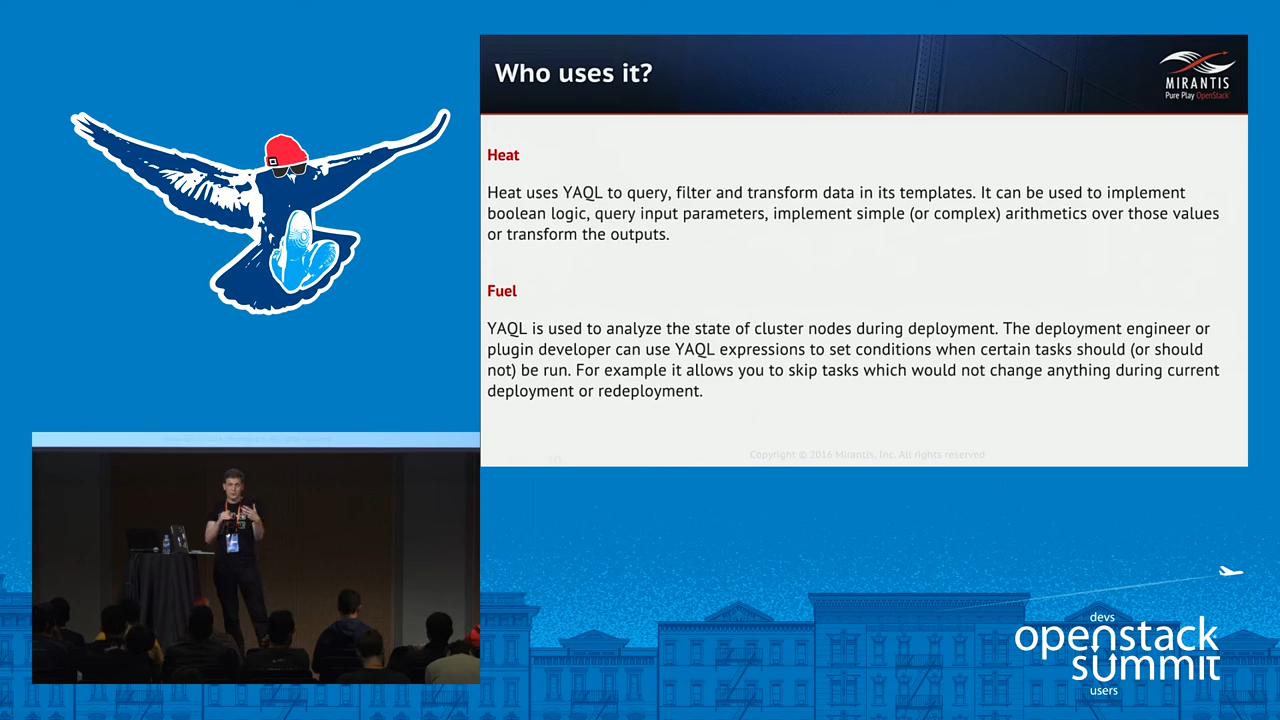 Who uses it?
MIRANTIS
Pure Play OpenStack
Heat
Heat uses YAQL to query, filter and transform data in its templates. It can be used to implement
boolean logic, query input parameters, implement simple (or complex) arithmetics over those values
or transform the outputs.
Fuel
YAQL is used to analyze the state of cluster nodes during deployment. The deployment engineer or
plugin developer can use YAQL expressions to set conditions when certain tasks should (or should
not) be run. For example it allows you to skip tasks which would not change anything during current
deployment or redeployment.
Copyright © 2016 Mirantis, Inc. All rights reserved
devs
openstack
summit
users